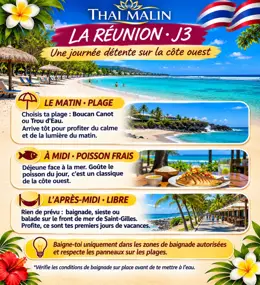 THAI MALIN
LA RÉUNION • J3
Une journée détente sur la côte ouest
LE MATIN • PLAGE
Choisis ta plage : Boucan Canot
ou Trou d'Eau.
Arrive tôt pour profiter du calme
et de la lumière du matin.
À MIDI • POISSON FRAIS
Déjeune face à la mer. Goûte le
poisson du jour, c'est un classique
de la côte ouest.
L'APRÈS-MIDI • LIBRE
Rien de prévu : baignade, sieste ou
balade sur le front de mer de Saint-Gilles.
Profite, ce sont tes premiers jours de vacances.
Baigne-toi uniquement dans les zones de baignade autorisées
et respecte les panneaux sur les plages.
*Vérifie les conditions de baignade sur place avant de te mettre à l'eau.